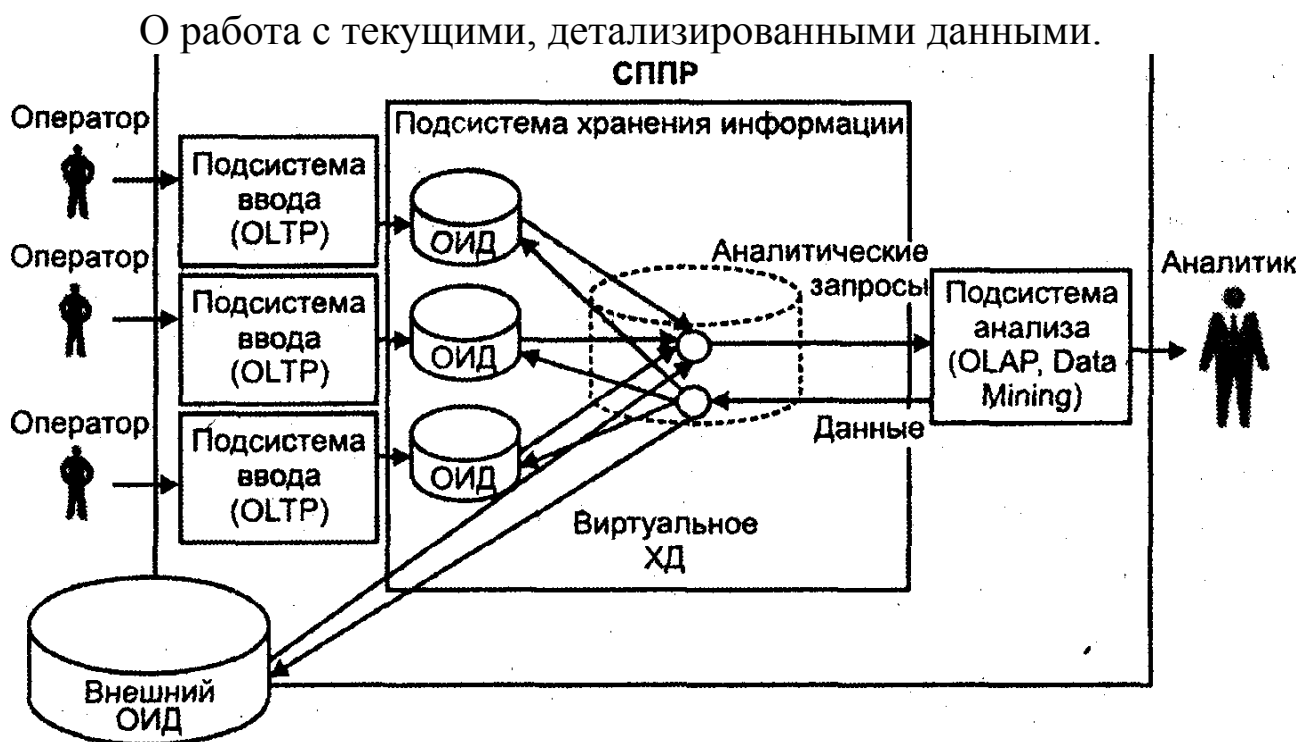 О работа с текущими, детализированными данными.
СППР
Оператор
Подсистема
ввода
(OLTP)
Оператор
Подсистема
ввода
(OLTP)
Оператор
Подсистема
ввода
(OLTP)
Подсистема хранения информации
ОИД
ОИД
ОИД
Аналитические
запросы
Данные
Виртуальное
ХД
Подсистема
анализа
(OLAP, Data
Mining)
Аналитик
Внешний
ОИД